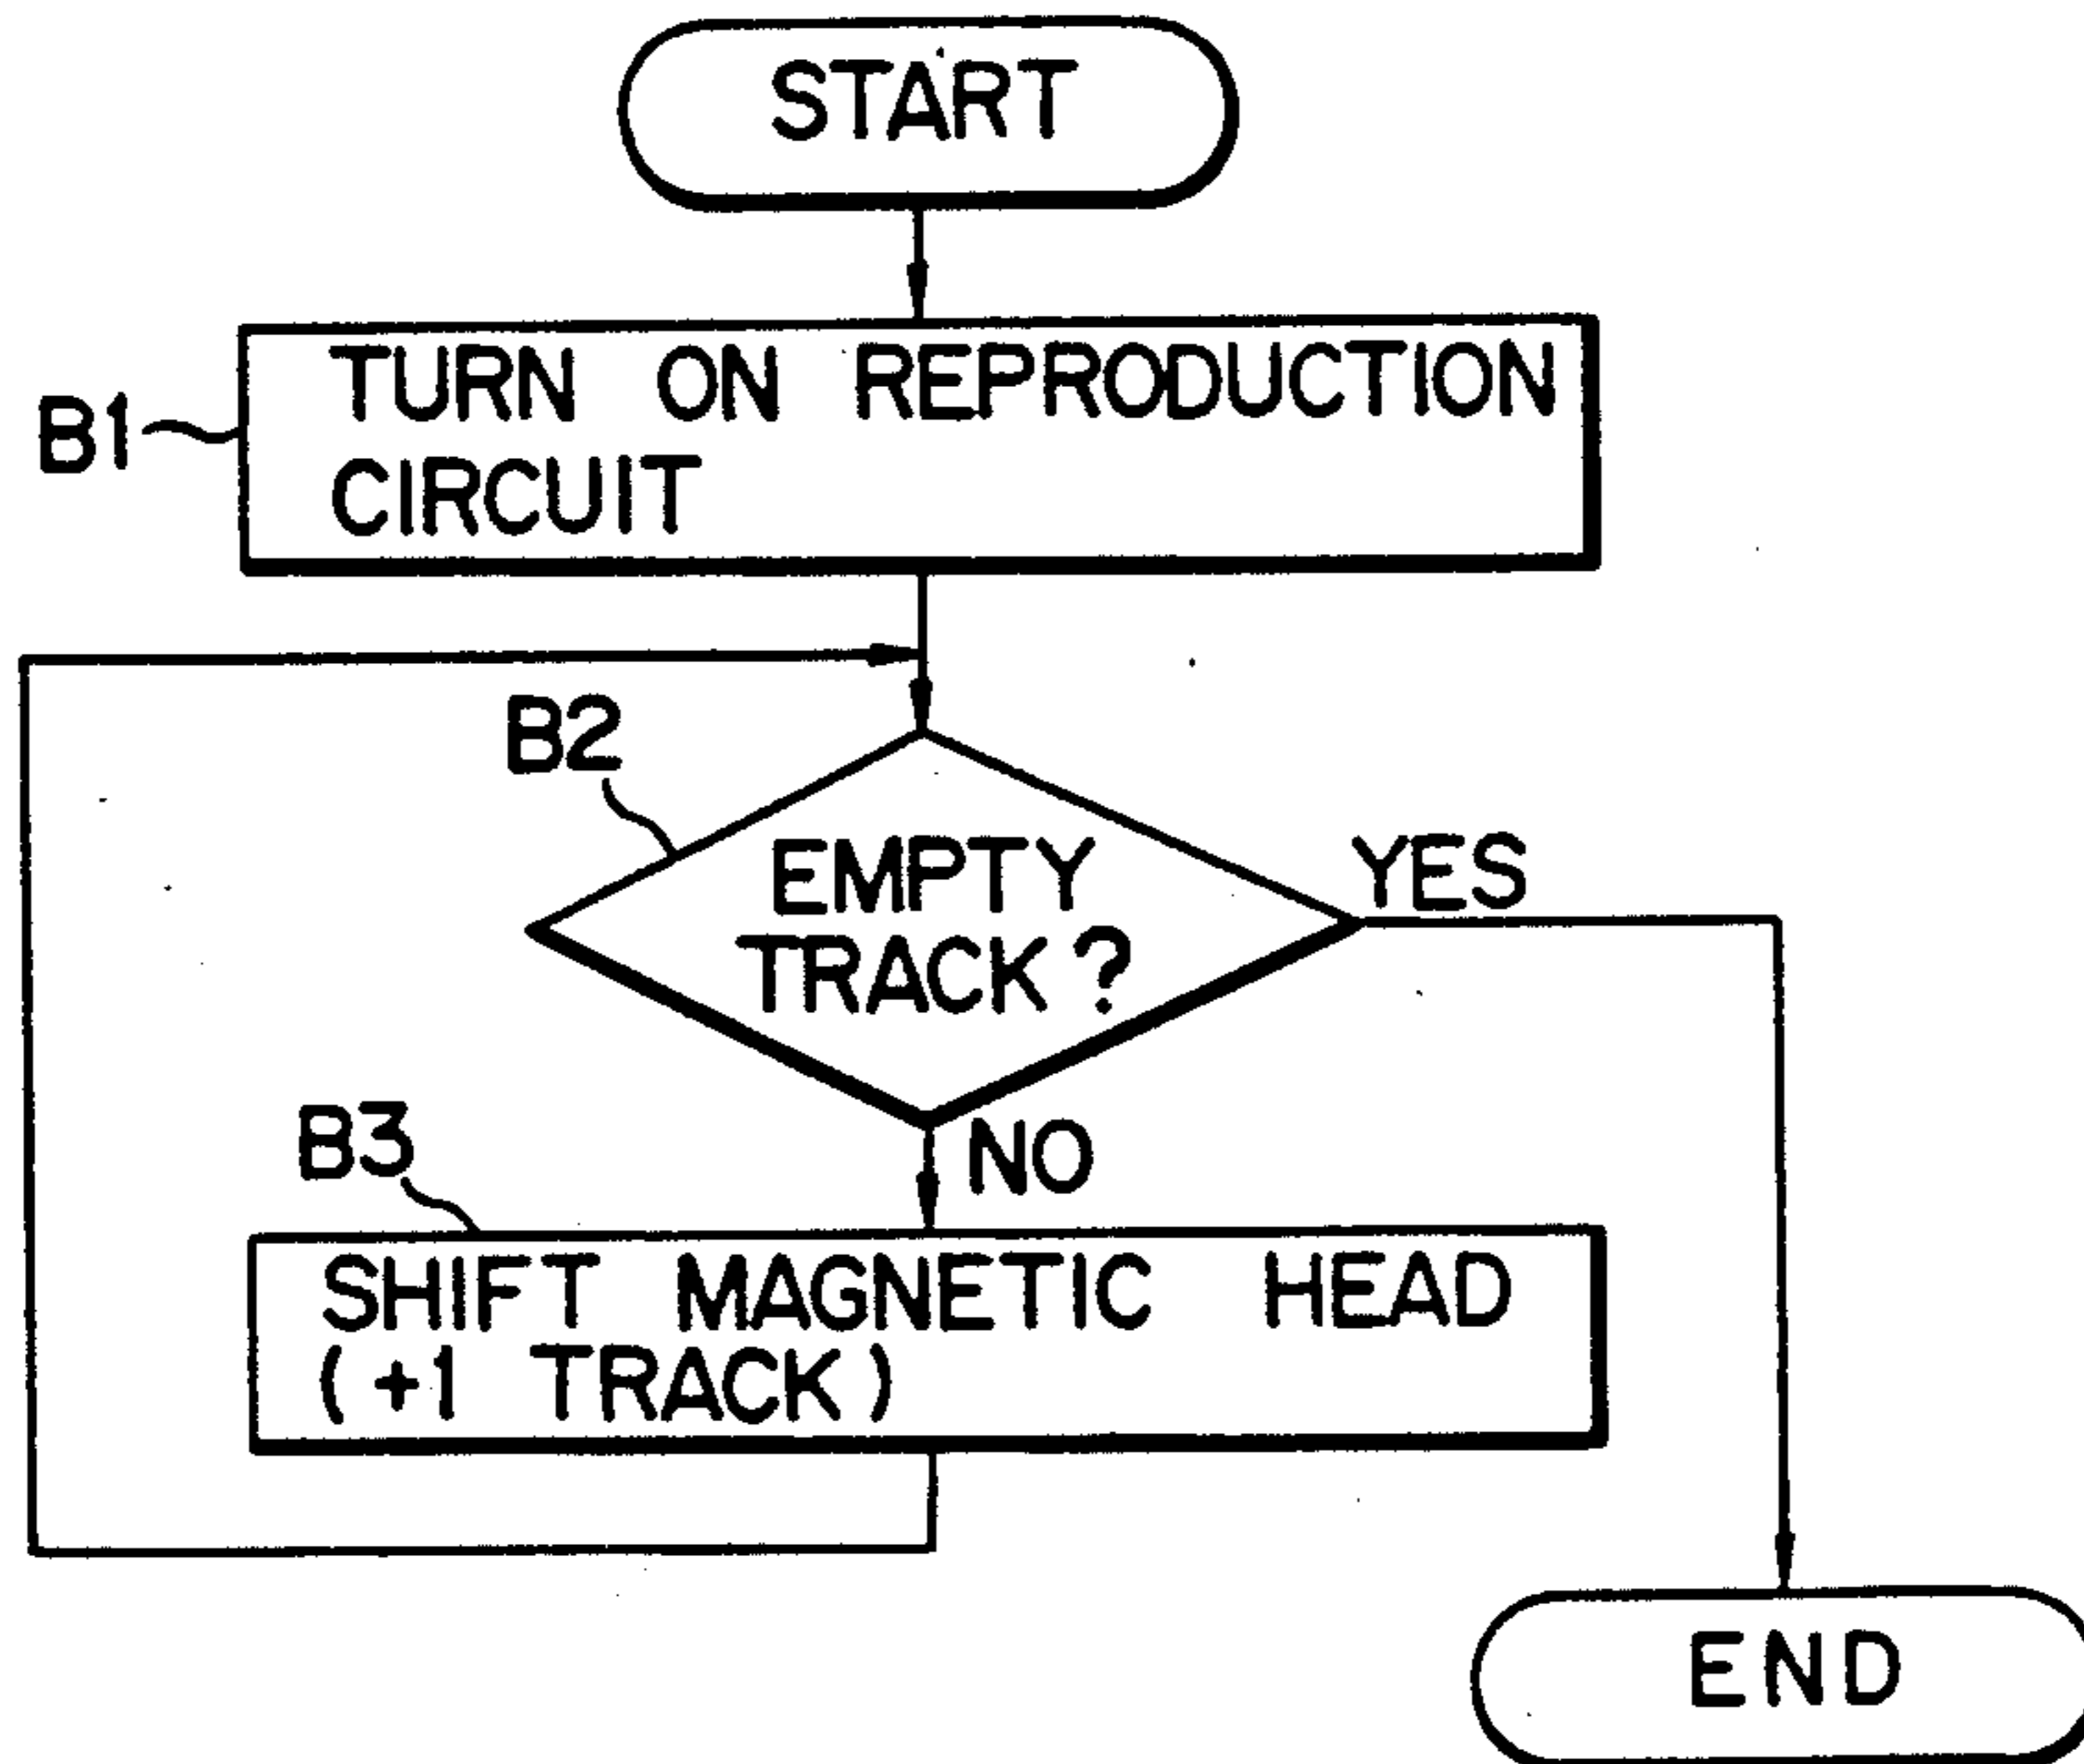 START
B1
TURN ON REPRODUCTION
CIRCUIT
B2
EMPTY
TRACK?
YES
NO
B3
SHIFT MAGNETIC HEAD
(+1 TRACK)
END